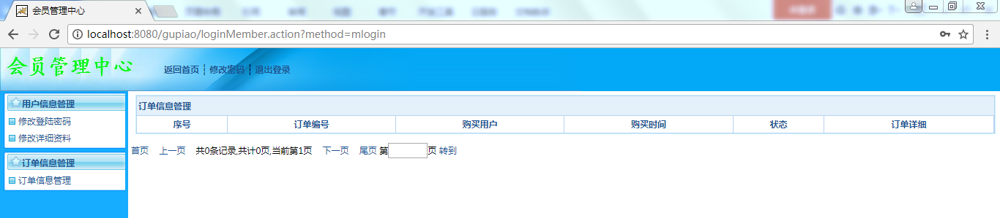 会员管理中心
localhost:8080/gupiao/loginMember.action?method=mlogin
会员管理中心
返回首页 修改密码 退出登录
用户信息管理
修改登陆密码
修改详细资料
订单信息管理
订单信息管理
订单信息管理
序号 订单编号 购买用户 购买时间 状态 订单详细
首页 上一页 共0条记录,共计0页,当前第1页 下一页 尾页 第 页 转到